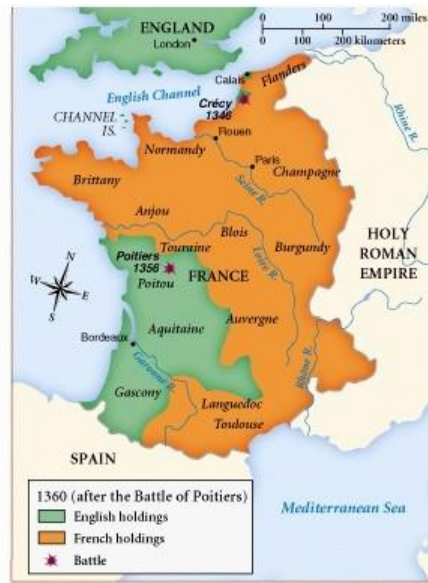 ENGLAND
London
0 100 200 miles
0 100 200 kilometers
Calais
Flanders
English Channel
Crécy
1346
CHANNEL
IS.
Rouen
Normandy
Rhine R.
Paris
Champagne
Seine R.
Brittany
Anjou
Blois
Loire R.
Burgundy
HOLY
ROMAN
EMPIRE
Touraine
Poitiers
1356
FRANCE
Poitou
N
W
E
S
Aquitaine
Auvergne
Bordeaux
Garonne R.
Rhône R.
Gascony
Languedoc
Toulouse
SPAIN
Mediterranean Sea
1360 (after the Battle of Poitiers)
English holdings
French holdings
Battle